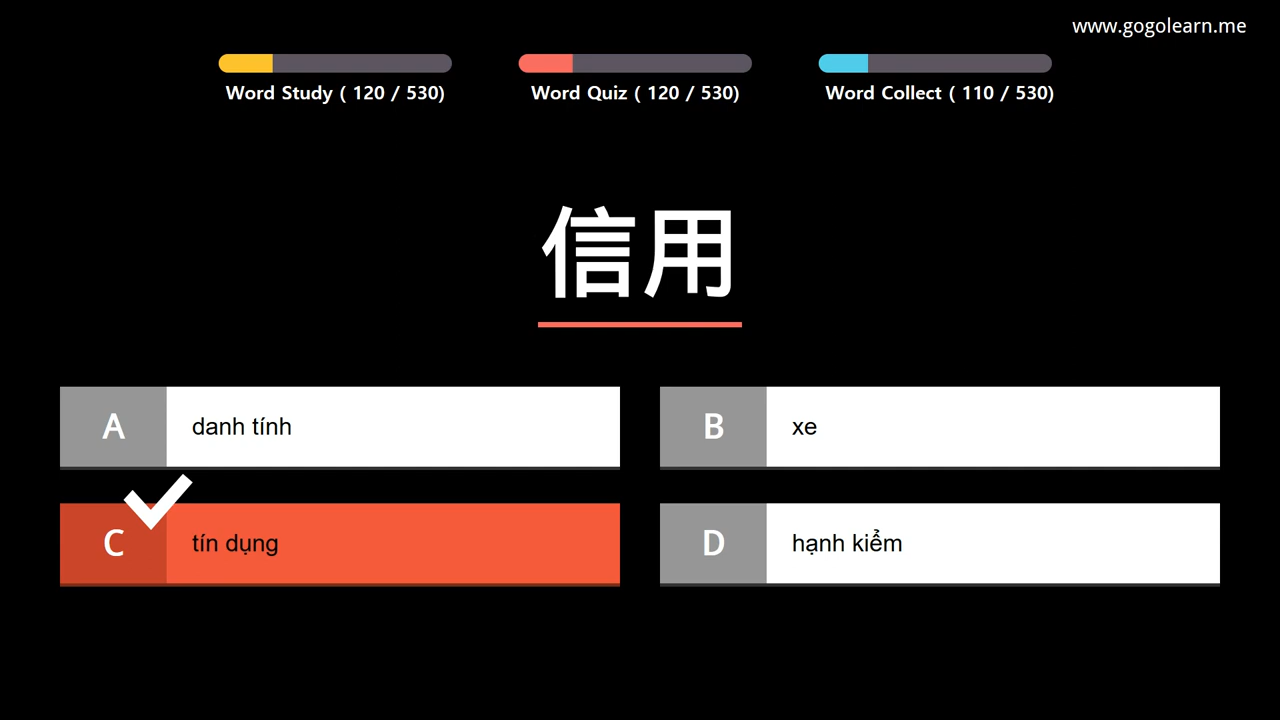 www.gogolearn.me
Word Study ( 120 / 530)
Word Quiz ( 120 / 530)
Word Collect ( 110 / 530)
信用
A danh tính
B xe
C tín dụng
D hạnh kiểm